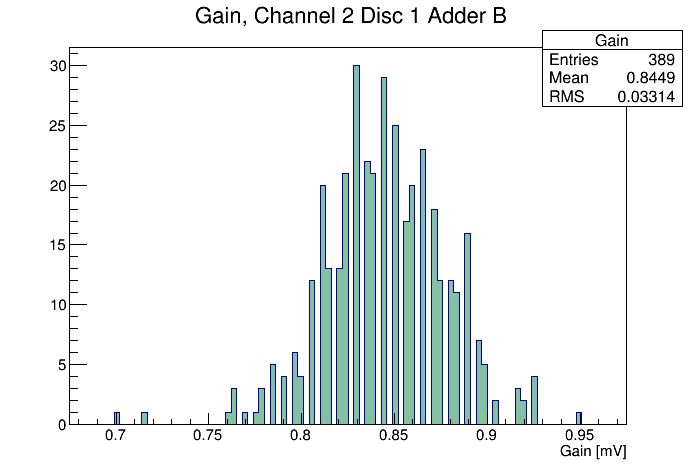 Gain, Channel 2 Disc 1 Adder B
Gain
Entries 389
Mean 0.8449
RMS 0.03314
30
25
20
15
10
5
0
0.7 0.75 0.8 0.85 0.9 0.95
Gain [mV]